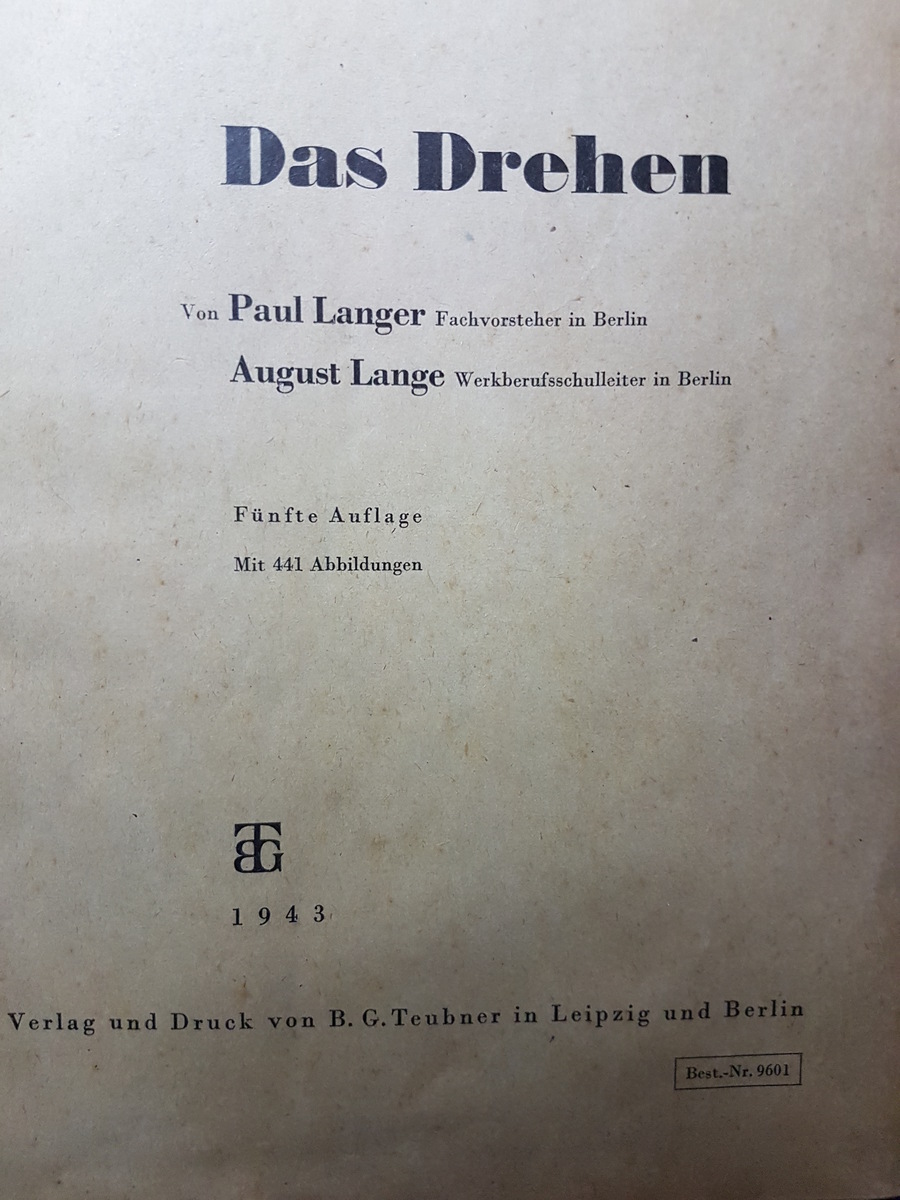 Das Drehen
Von Paul Langer Fachvorsteher in Berlin
August Lange Werkberufsschulleiter in Berlin
Fünfte Auflage
Mit 441 Abbildungen
BTG
1943
Verlag und Druck von B. G. Teubner in Leipzig und Berlin
Best.-Nr. 9601